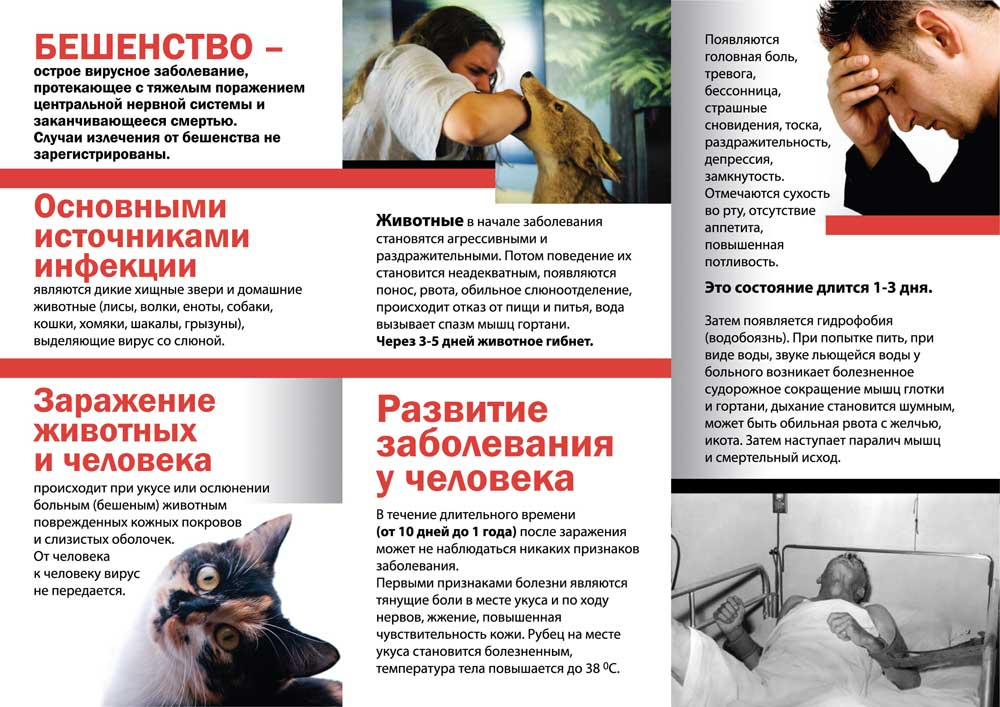 БЕШЕНСТВО –
острое вирусное заболевание,
протекающее с тяжелым поражением
центральной нервной системы и
заканчивающееся смертью.
Случаи излечения от бешенства не
зарегистрированы.
Основными
источниками
инфекции
являются дикие хищные звери и домашние
животные (лисы, волки, еноты, собаки,
кошки, хомяки, шакалы, грызуны),
выделяющие вирус со слюной.
Заражение
животных
и человека
происходит при укусе или ослюнении
больным (бешеным) животным
поврежденных кожных покровов
и слизистых оболочек.
От человека
к человеку вирус
не передается.
Животные в начале заболевания
становятся агрессивными и
раздражительными. Потом поведение их
становится неадекватным, появляются
понос, рвота, обильное слюноотделение,
происходит отказ от пищи и питья, вода
вызывает спазм мышц гортани.
Через 3-5 дней животное гибнет.
Развитие
заболевания
у человека
В течение длительного времени
(от 10 дней до 1 года) после заражения
может не наблюдаться никаких признаков
заболевания.
Первыми признаками болезни являются
тянущие боли в месте укуса и по ходу
нервов, жжение, повышенная
чувствительность кожи. Рубец на месте
укуса становится болезненным,
температура тела повышается до 38 ⁰С.
Появляются
головная боль,
тревога,
бессонница,
страшные
сновидения, тоска,
раздражительность,
депрессия,
замкнутость.
Отмечаются сухость
во рту, отсутствие
аппетита,
повышенная
потливость.
Это состояние длится 1-3 дня.
Затем появляется гидрофобия
(водобоязнь). При попытке пить, при
виде воды, звуке льющейся воды у
больного возникает болезненное
судорожное сокращение мышц глотки
и гортани, дыхание становится шумным,
может быть обильная рвота с желчью,
икота. Затем наступает паралич мышц
и смертельный исход.